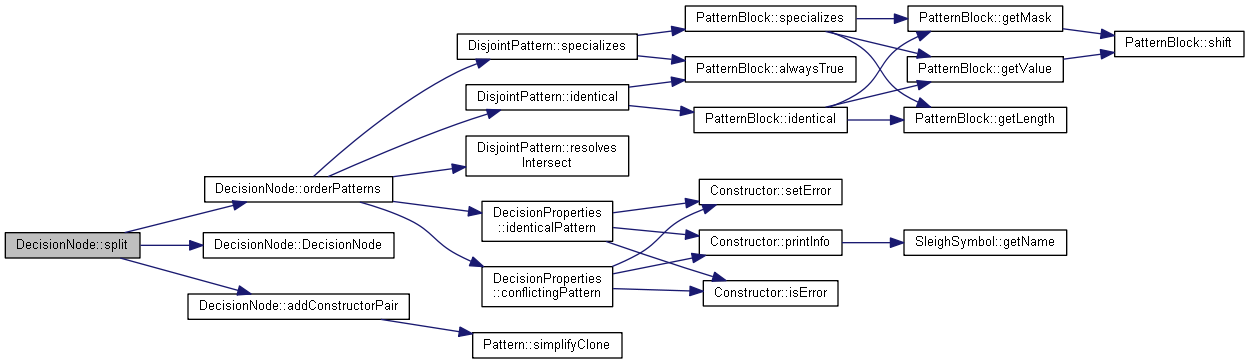 DecisionNode::split
DecisionNode::orderPatterns
DecisionNode::DecisionNode
DecisionNode::addConstructorPair
DisjointPattern::specializes
DisjointPattern::identical
DisjointPattern::resolves
Intersect
DecisionProperties
::identicalPattern
DecisionProperties
::conflictingPattern
Pattern::simplifyClone
PatternBlock::specializes
PatternBlock::alwaysTrue
PatternBlock::identical
Constructor::setError
Constructor::printInfo
Constructor::isError
PatternBlock::getMask
PatternBlock::getValue
PatternBlock::getLength
SleighSymbol::getName
PatternBlock::shift